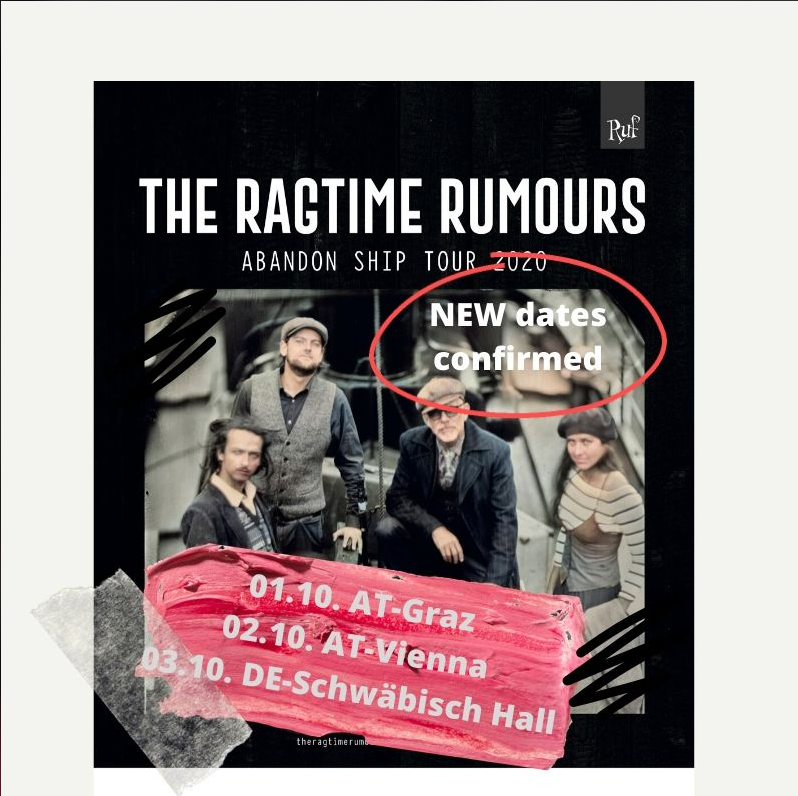 Ruf
THE RAGTIME RUMOURS
ABANDON SHIP TOUR 2020
NEW dates
confirmed
01.10. AT-Graz
02.10. AT-Vienna
03.10. DE-Schwäbisch Hall